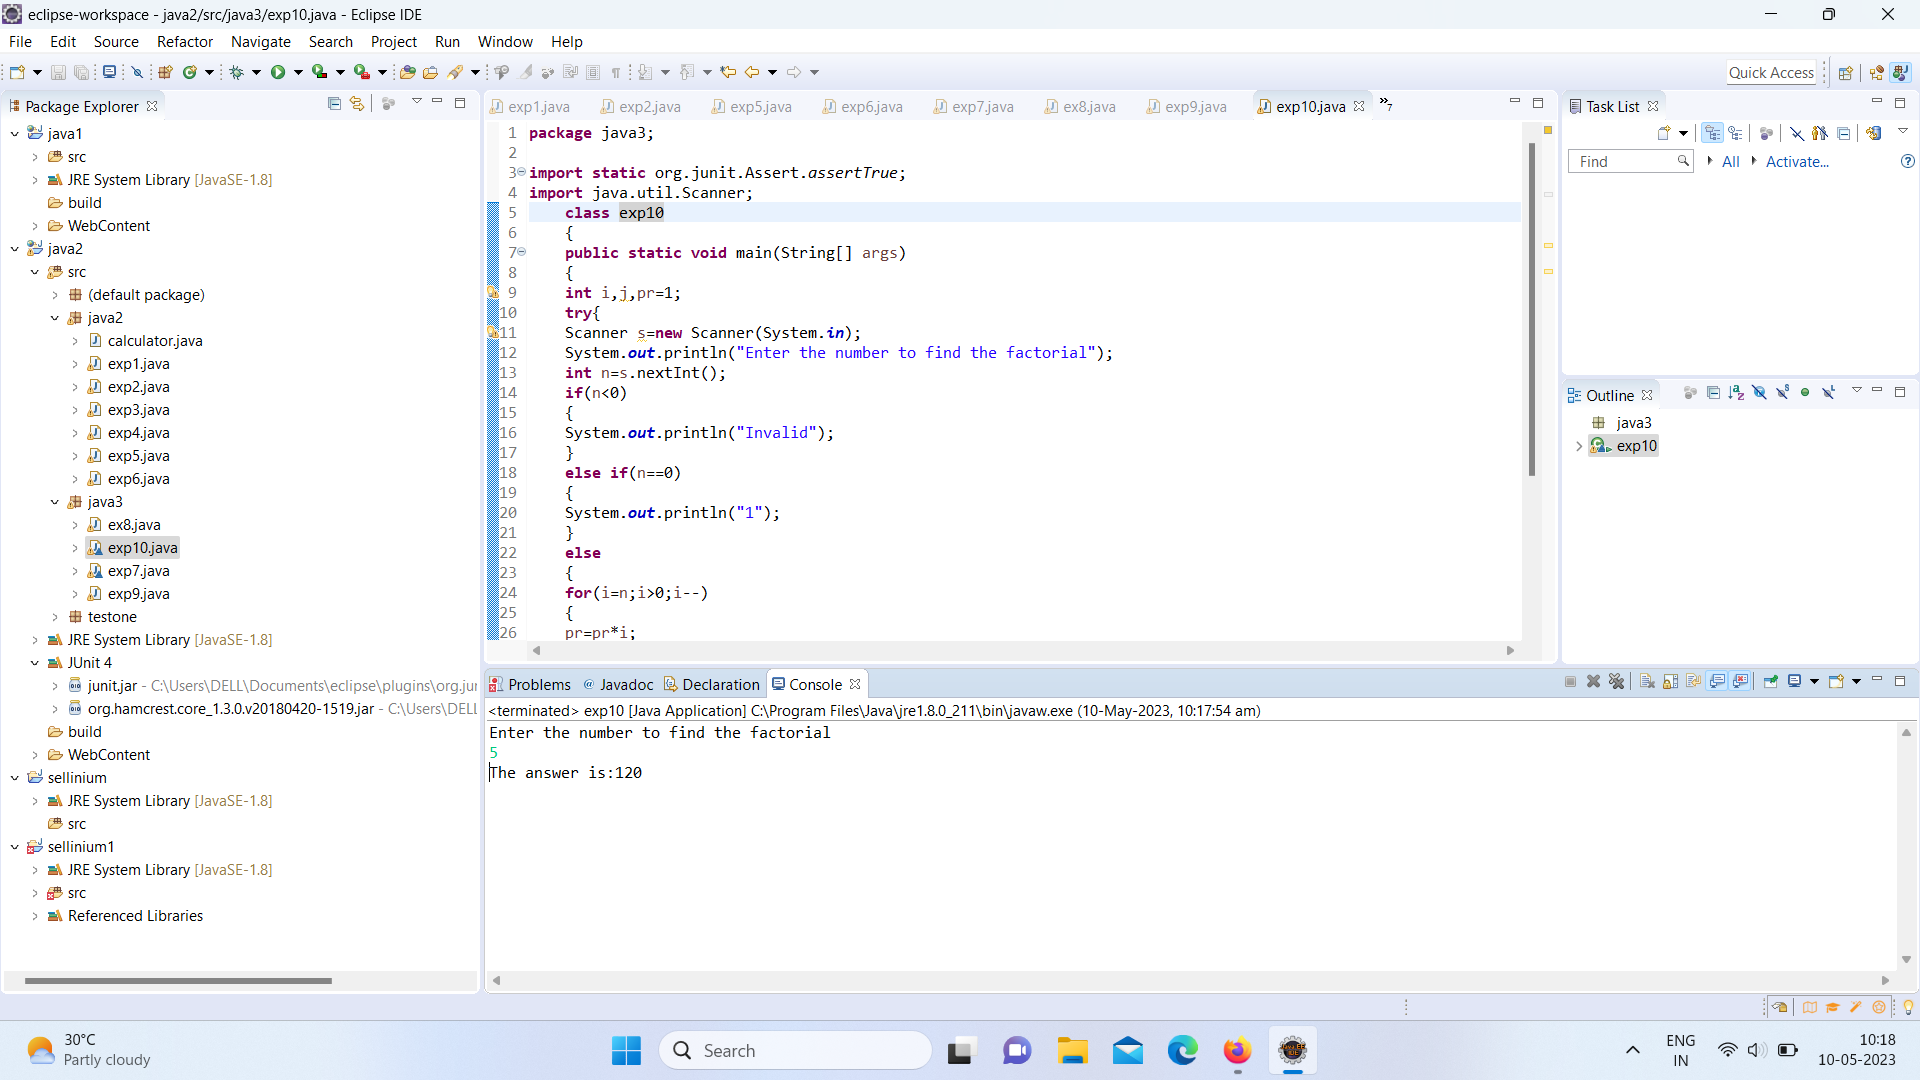 eclipse-workspace - java2/src/java3/exp10.java - Eclipse IDE
File Edit Source Refactor Navigate Search Project Run Window Help
Quick Access
Package Explorer
java1
src
JRE System Library [JavaSE-1.8]
build
WebContent
java2
src
(default package)
java2
calculator.java
exp1.java
exp2.java
exp3.java
exp4.java
exp5.java
exp6.java
java3
ex8.java
exp10.java
exp7.java
exp9.java
testone
JRE System Library [JavaSE-1.8]
JUnit 4
junit.jar - C:\Users\DELL\Documents\eclipse\plugins\org.jur
org.hamcrest.core_1.3.0.v20180420-1519.jar - C:\Users\DELL
build
WebContent
sellinium
JRE System Library [JavaSE-1.8]
src
sellinium1
JRE System Library [JavaSE-1.8]
src
Referenced Libraries
exp1.java exp2.java exp5.java exp6.java exp7.java ex8.java exp9.java exp10.java »7
1 package java3;
2
3 import static org.junit.Assert.assertTrue;
4 import java.util.Scanner;
5 class exp10
6 {
7 public static void main(String[] args)
8 {
9 int i,j,pr=1;
10 try{
11 Scanner s=new Scanner(System.in);
12 System.out.println("Enter the number to find the factorial");
13 int n=s.nextInt();
14 if(n<0)
15 {
16 System.out.println("Invalid");
17 }
18 else if(n==0)
19 {
20 System.out.println("1");
21 }
22 else
23 {
24 for(i=n;i>0;i--)
25 {
26 pr=pr*i;
Task List
Find All Activate...
Outline
java3
exp10
Problems @ Javadoc Declaration Console
<terminated> exp10 [Java Application] C:\Program Files\Java\jre1.8.0_211\bin\javaw.exe (10-May-2023, 10:17:54 am)
Enter the number to find the factorial
5
The answer is:120
30°C
Partly cloudy
Search
ENG
IN
10:18
10-05-2023